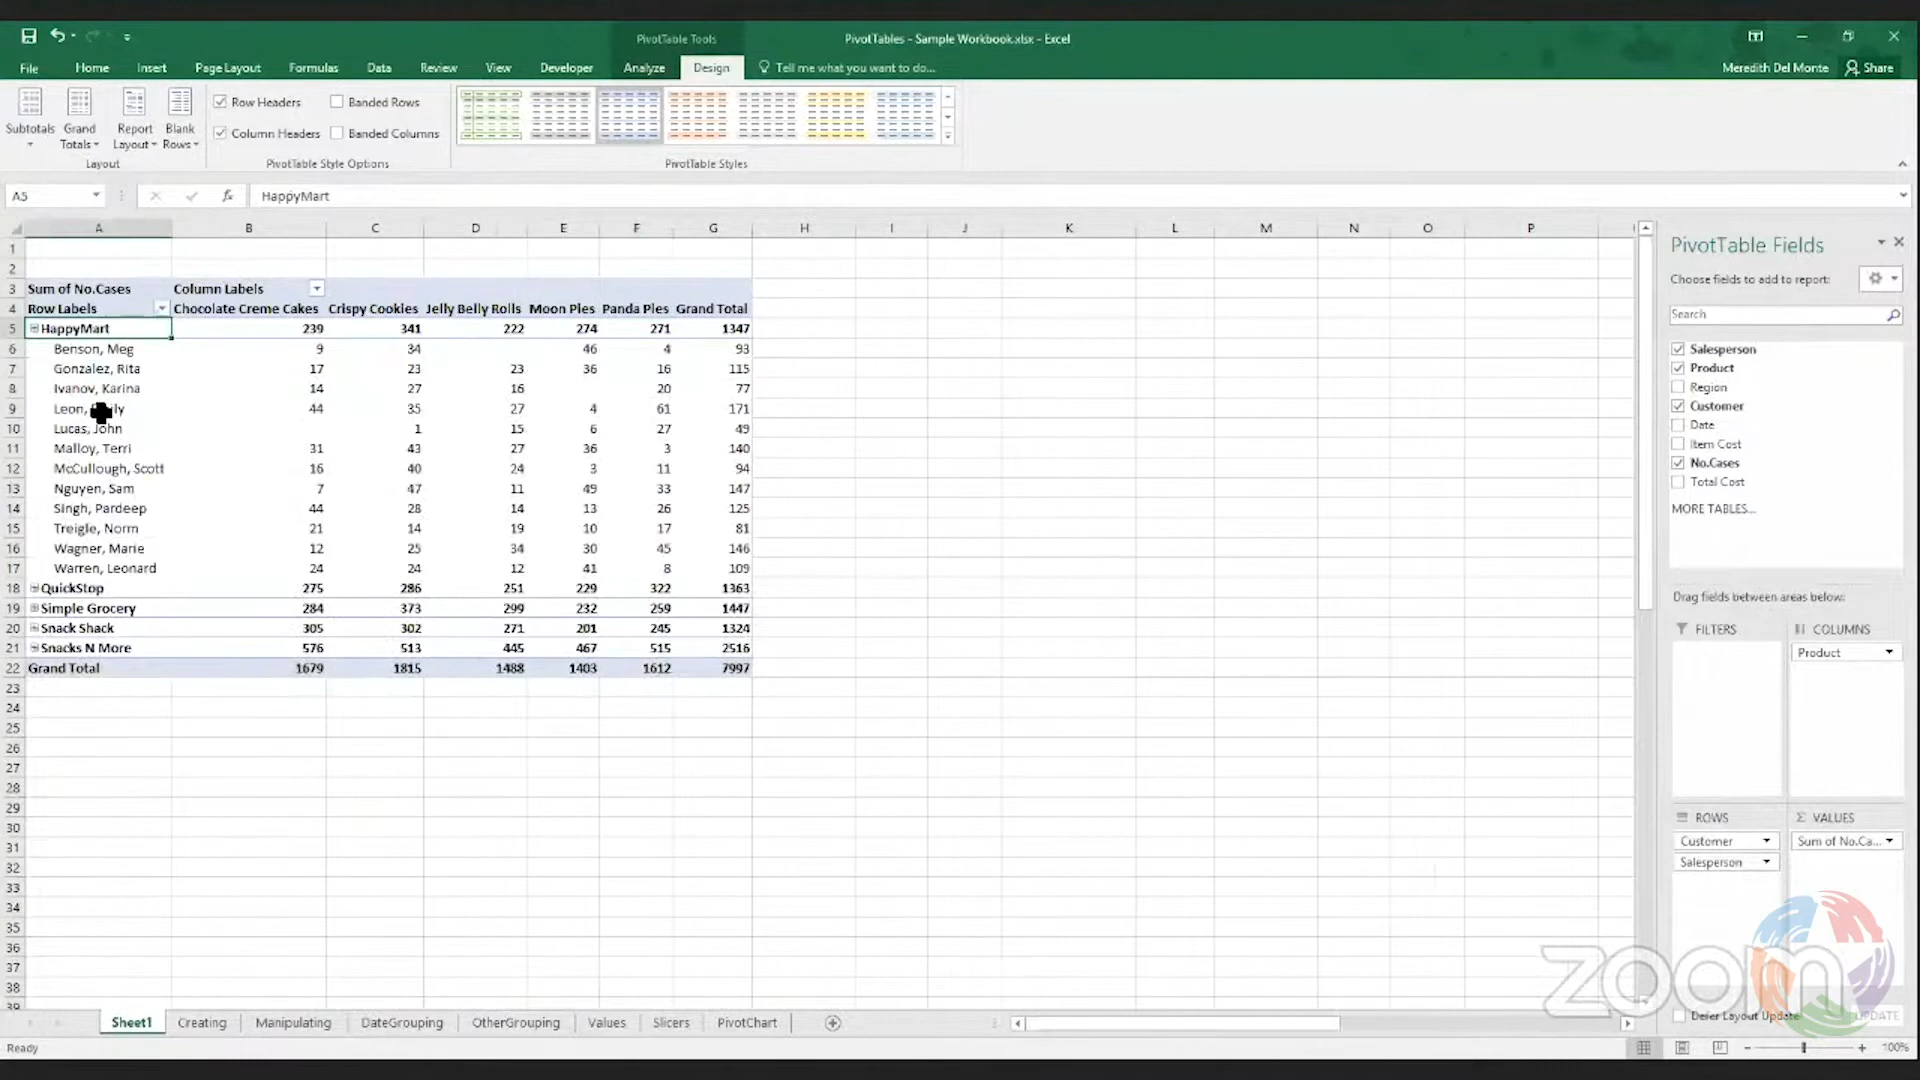 PivotTable Tools
PivotTables - Sample Workbook.xlsx - Excel
File Home Insert Page Layout Formulas Data Review View Developer Analyze Design Tell me what you want to do... Meredith Del Monte Share
Subtotals Grand Totals Report Layout Blank Rows
Row Headers Banded Rows
Column Headers Banded Columns
Layout PivotTable Style Options PivotTable Styles
A5 fx HappyMart
A B C D E F G H I J K L M N O P
1
2
3 Sum of No.Cases Column Labels
4 Row Labels Chocolate Creme Cakes Crispy Cookies Jelly Belly Rolls Moon Pies Panda Pies Grand Total
5 HappyMart 239 341 222 274 271 1347
6 Benson, Meg 9 34 46 4 93
7 Gonzalez, Rita 17 23 23 36 16 115
8 Ivanov, Karina 14 27 16 20 77
9 Leon, 44 35 27 4 61 171
10 Lucas, John 1 15 6 27 49
11 Malloy, Terri 31 43 27 36 3 140
12 McCullough, Scott 16 40 24 3 11 94
13 Nguyen, Sam 7 47 11 49 33 147
14 Singh, Pardeep 44 28 14 13 26 125
15 Treigle, Norm 21 14 19 10 17 81
16 Wagner, Marie 12 25 34 30 45 146
17 Warren, Leonard 24 24 12 41 8 109
18 QuickStop 275 286 251 229 322 1363
19 Simple Grocery 284 373 299 232 259 1447
20 Snack Shack 305 302 271 201 245 1324
21 Snacks N More 576 513 445 467 515 2516
22 Grand Total 1679 1815 1488 1403 1612 7997
23
24
25
26
27
28
29
30
31
32
33
34
35
36
37
38
39
PivotTable Fields
Choose fields to add to report:
Search
Salesperson
Product
Region
Customer
Date
Item Cost
No.Cases
Total Cost
MORE TABLES...
Drag fields between areas below:
FILTERS COLUMNS
Product
ROWS Σ VALUES
Customer Sum of No.Ca...
Salesperson
zoom
Defer Layout Update UPDATE
Sheet1 Creating Manipulating DateGrouping OtherGrouping Values Slicers PivotChart
Ready 100%